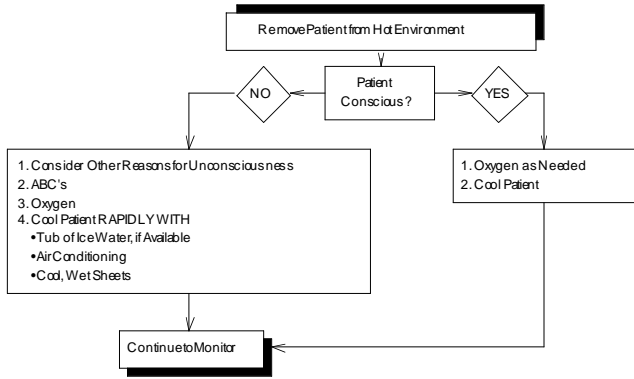 Remove Patient from Hot Environment
Patient
Conscious?
NO
YES
1. Consider Other Reasons for Unconsciousness
2. ABC's
3. Oxygen
4. Cool Patient RAPIDLY WITH
•Tub of Ice Water, if Available
•Air Conditioning
•Cool, Wet Sheets
1. Oxygen as Needed
2. Cool Patient
Continue to Monitor